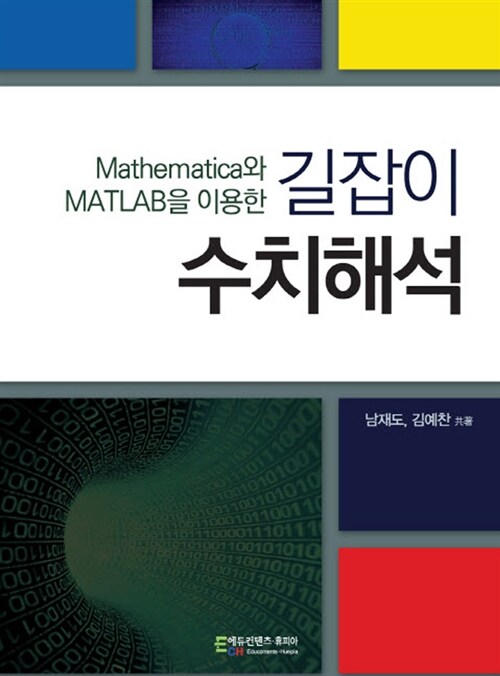 Mathematica와
MATLAB을 이용한
길잡이
수치해석
남재도, 김예찬 共著
ECH
에듀컨텐츠·휴피아
Educontents·Huepia